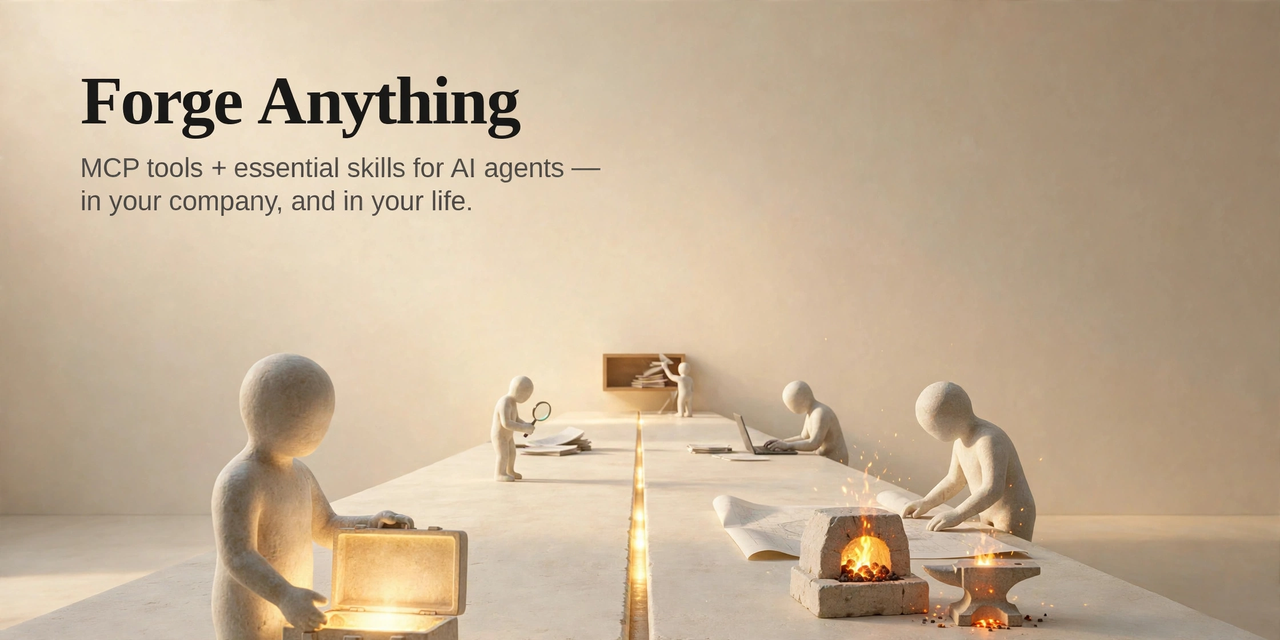 Forge Anything
MCP tools + essential skills for AI agents —
in your company, and in your life.